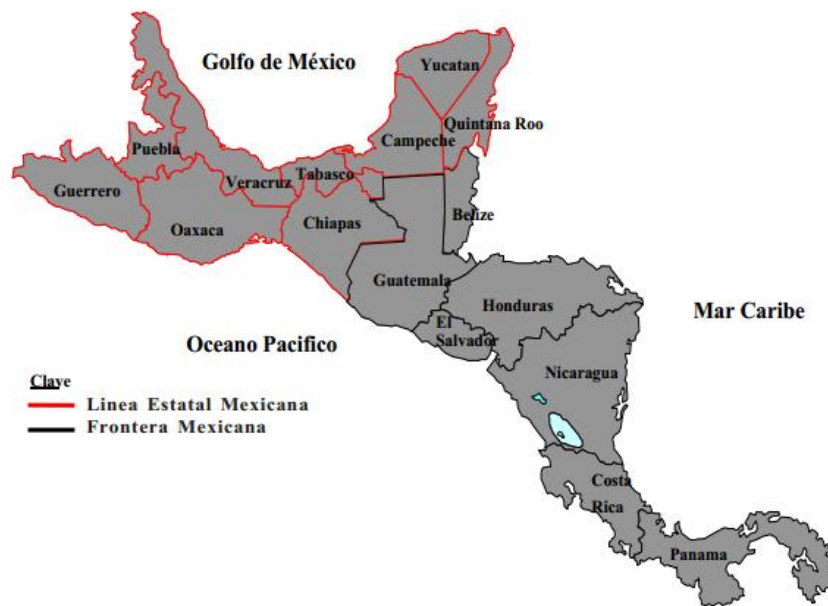 Golfo de México
Yucatan
Quintana Roo
Campeche
Puebla
Tabasco
Veracruz
Guerrero
Belize
Chiapas
Oaxaca
Guatemala
Honduras
Mar Caribe
El
Salvador
Oceano Pacifico
Nicaragua
Clave
Linea Estatal Mexicana
Frontera Mexicana
Costa
Rica
Panama